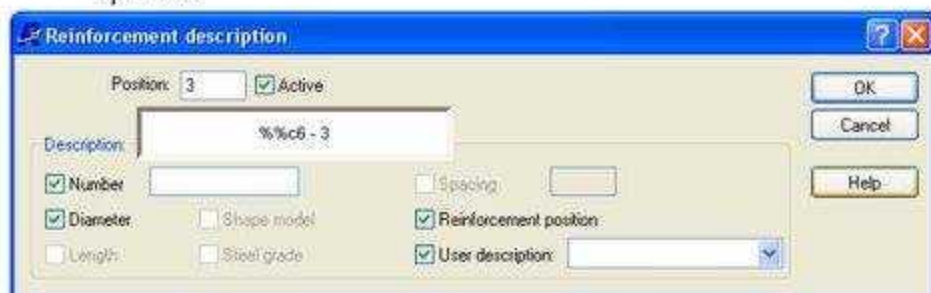 Reinforcement description
Position: 3 Active
OK
%%c6 - 3
Cancel
Description:
Number
Spacing
Help
Diameter Shape model Reinforcement position
Length Steel grade User description: